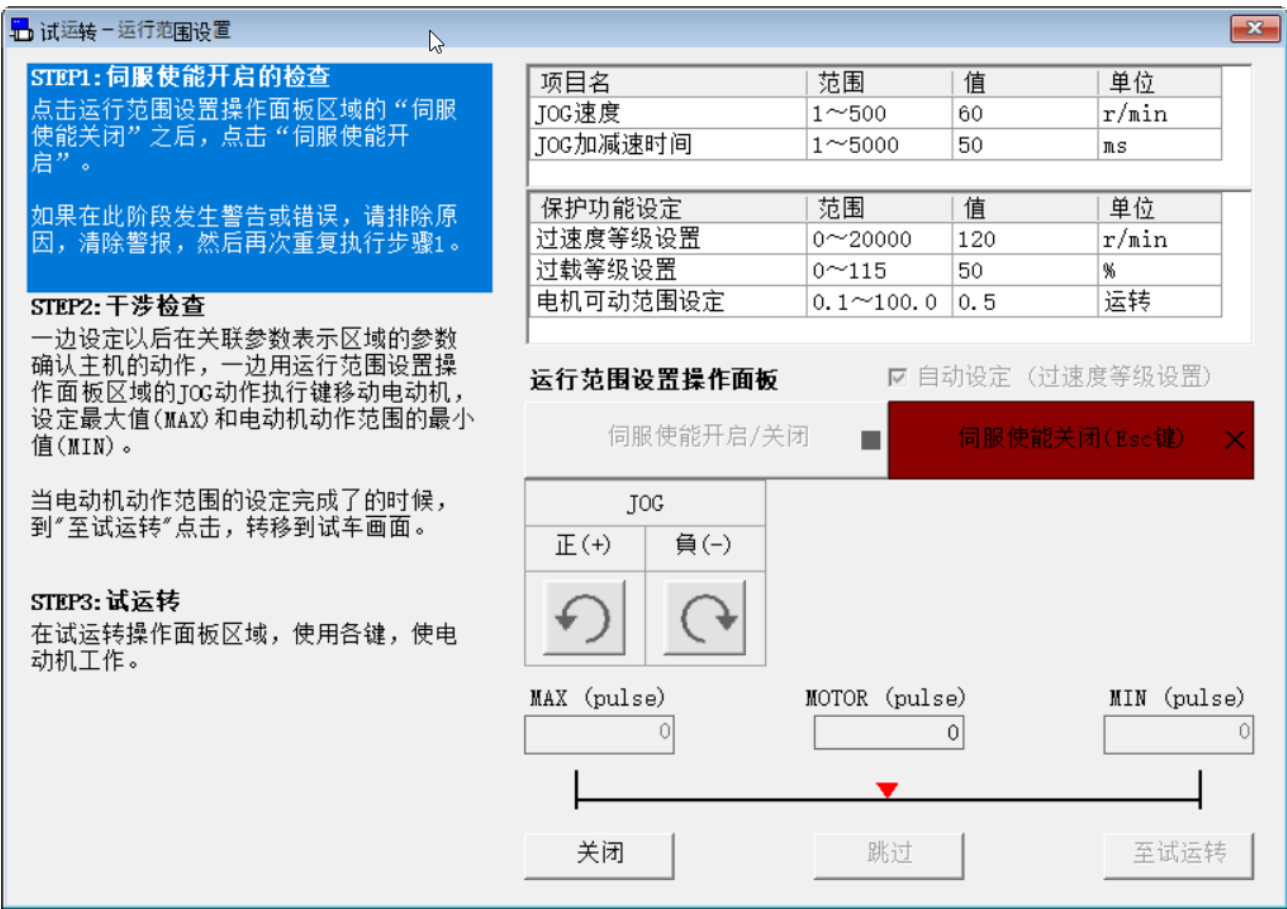 试运转－运行范围设置
STEP1:伺服使能开启的检查
点击运行范围设置操作面板区域的“伺服
使能关闭”之后，点击“伺服使能开
启”。
如果在此阶段发生警告或错误，请排除原
因，清除警报，然后再次重复执行步骤1。
STEP2:干涉检查
一边设定以后在关联参数表示区域的参数
确认主机的动作，一边用运行范围设置操
作面板区域的JOG动作执行键移动电动机，
设定最大值(MAX)和电动机动作范围的最小
值(MIN)。
当电动机动作范围的设定完成了的时候，
到"至试运转"点击，转移到试车画面。
STEP3:试运转
在试运转操作面板区域，使用各键，使电
动机工作。
项目名 范围 值 单位
JOG速度 1～500 60 r/min
JOG加减速时间 1～5000 50 ms
保护功能设定 范围 值 单位
过速度等级设置 0～20000 120 r/min
过载等级设置 0～115 50 %
电机可动范围设定 0.1～100.0 0.5 运转
运行范围设置操作面板 自动设定（过速度等级设置）
伺服使能开启/关闭 伺服使能关闭(Esc键)
JOG
正(+) 負(-)
MAX (pulse) MOTOR (pulse) MIN (pulse)
0 0 0
关闭 跳过 至试运转